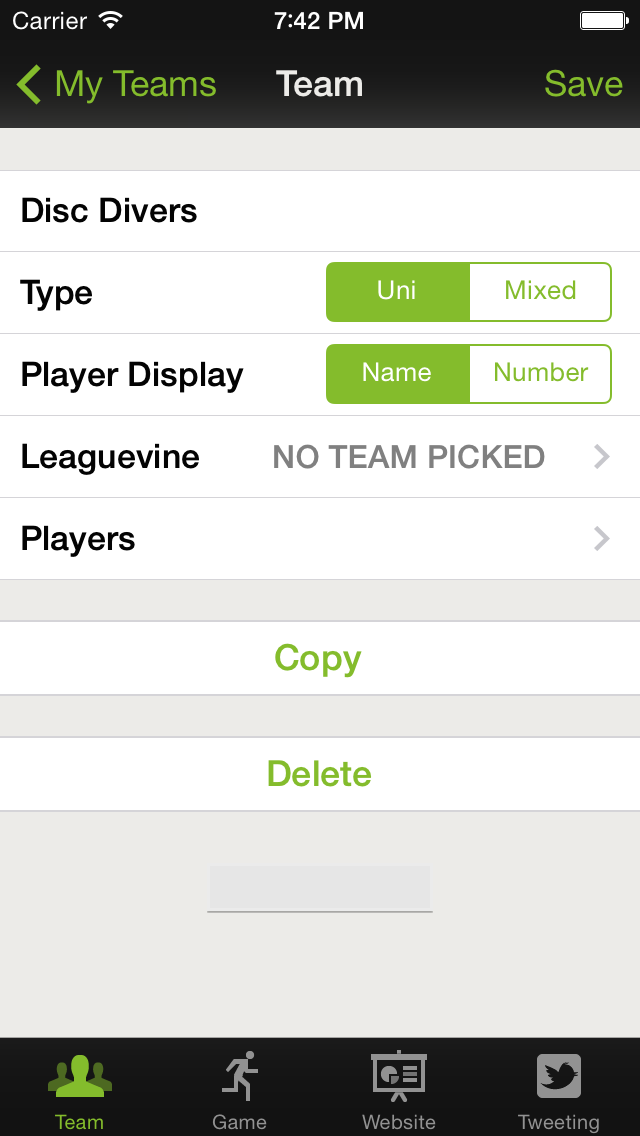 Carrier 7:42 PM
My Teams Team Save
Disc Divers
Type Uni Mixed
Player Display Name Number
Leaguevine NO TEAM PICKED
Players
Copy
Delete
Team Game Website Tweeting